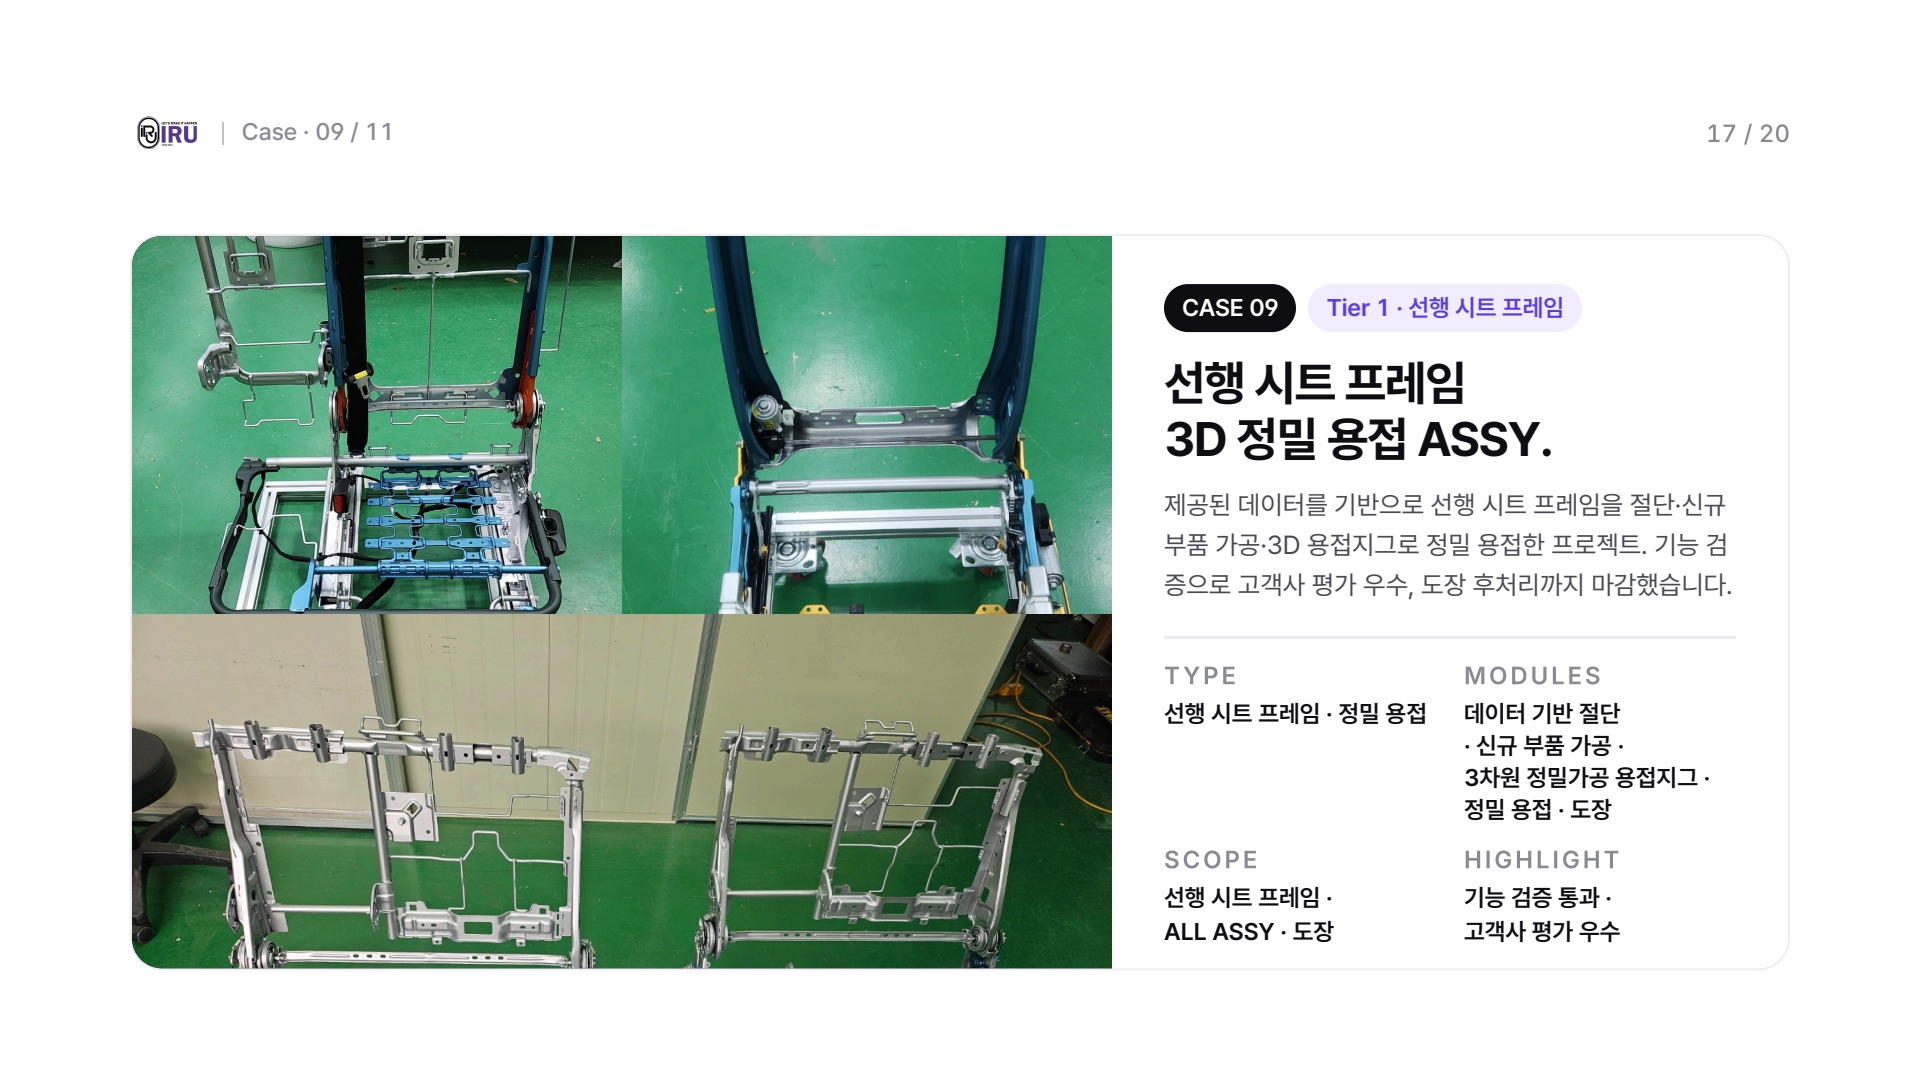 IRU
Case · 09 / 11
17 / 20
CASE 09
Tier 1 · 선행 시트 프레임
선행 시트 프레임
3D 정밀 용접 ASSY.
제공된 데이터를 기반으로 선행 시트 프레임을 절단·신규
부품 가공·3D 용접지그로 정밀 용접한 프로젝트. 기능 검
증으로 고객사 평가 우수, 도장 후처리까지 마감했습니다.
TYPE
선행 시트 프레임 · 정밀 용접
MODULES
데이터 기반 절단
· 신규 부품 가공 ·
3차원 정밀가공 용접지그 ·
정밀 용접 · 도장
SCOPE
선행 시트 프레임 ·
ALL ASSY · 도장
HIGHLIGHT
기능 검증 통과 ·
고객사 평가 우수